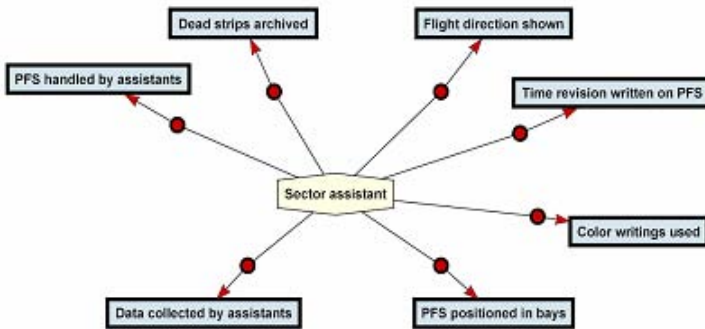 Dead strips archived
Flight direction shown
PFS handled by assistants
Time revision written on PFS
Sector assistant
Color writings used
Data collected by assistants
PFS positioned in bays